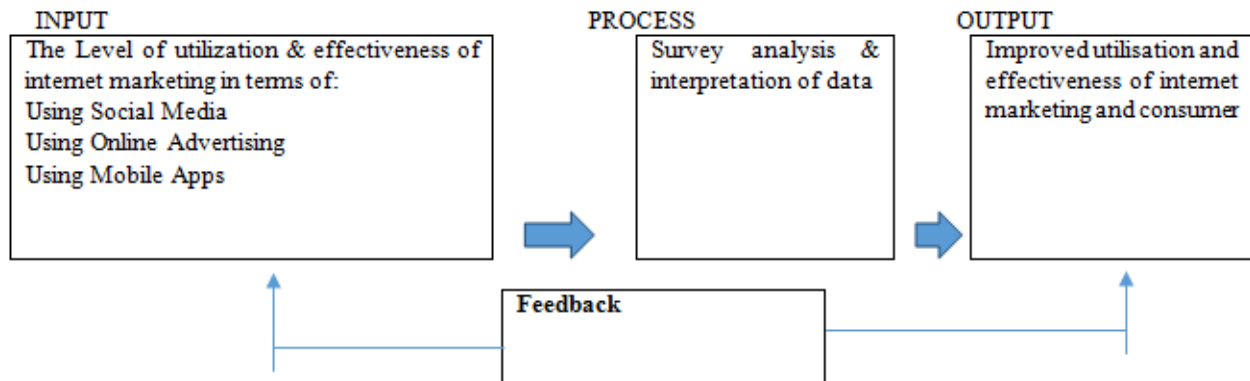 INPUT
The Level of utilization & effectiveness of
internet marketing in terms of:
Using Social Media
Using Online Advertising
Using Mobile Apps
PROCESS
Survey analysis &
interpretation of data
OUTPUT
Improved utilisation and
effectiveness of internet
marketing and consumer
Feedback